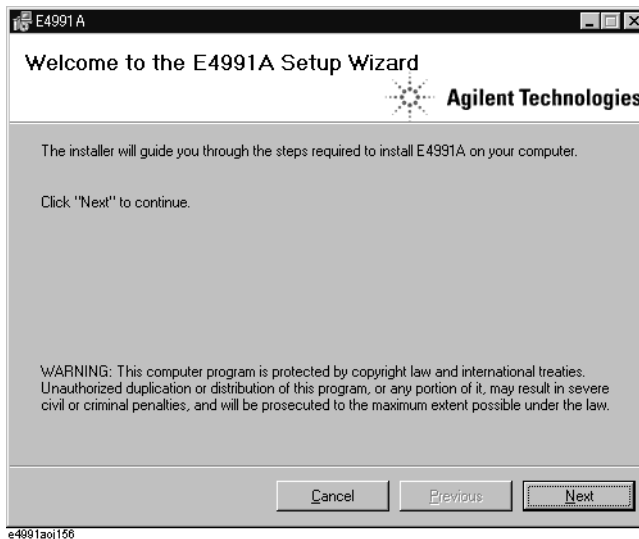 E4991A
Welcome to the E4991A Setup Wizard
Agilent Technologies
The installer will guide you through the steps required to install E4991A on your computer.
Click "Next" to continue.
WARNING: This computer program is protected by copyright law and international treaties.
Unauthorized duplication or distribution of this program, or any portion of it, may result in severe
civil or criminal penalties, and will be prosecuted to the maximum extent possible under the law.
Cancel
Previous
Next
e4991aoj156